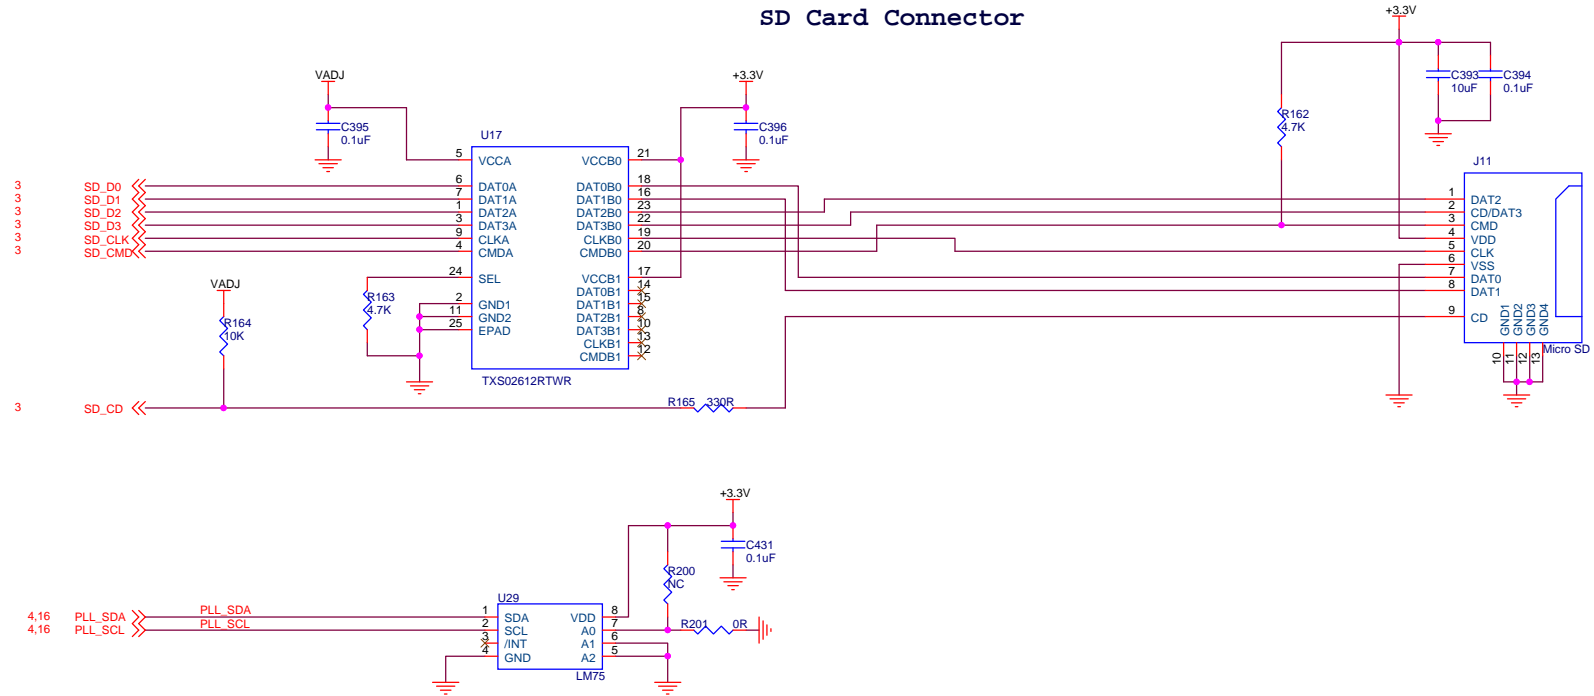 SD Card Connector
+3.3V
VADJ
+3.3V
C393
10uF
C394
0.1uF
C395
0.1uF
C396
0.1uF
R162
4.7K
U17
5 VCCA VCCB0 21
3 SD_D0 6 DAT0A DAT0B0 18
3 SD_D1 7 DAT1A DAT1B0 16
3 SD_D2 1 DAT2A DAT2B0 23
3 SD_D3 3 DAT3A DAT3B0 22
3 SD_CLK 9 CLKA CLKB0 19
3 SD_CMD 4 CMDA CMDB0 20
24 SEL VCCB1 17
DAT0B1 14
2 GND1 DAT1B1 15
11 GND2 DAT2B1 8
25 EPAD DAT3B1 10
CLKB1 13
CMDB1 12
TXS02612RTWR
R163
4.7K
VADJ
R164
10K
3 SD_CD
R165 330R
J11
1 DAT2
2 CD/DAT3
3 CMD
4 VDD
5 CLK
6 VSS
7 DAT0
8 DAT1
9 CD
GND1 GND2 GND3 GND4
10 11 12 13
Micro SD
+3.3V
C431
0.1uF
R200
NC
U29
4,16 PLL_SDA PLL_SDA 1 SDA VDD 8
4,16 PLL_SCL PLL_SCL 2 SCL A0 7
R201 0R
3 /INT A1 6
4 GND A2 5
LM75